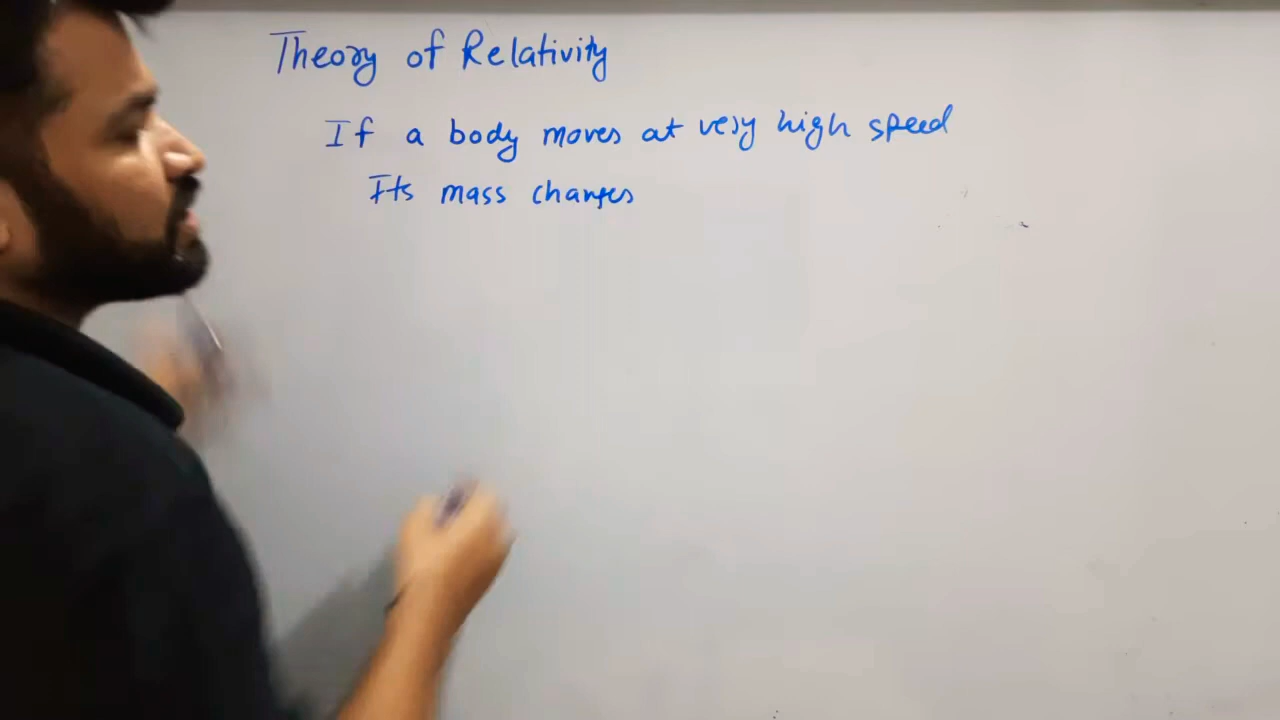 Theory of Relativity
If a body moves at very high speed
Its mass changes